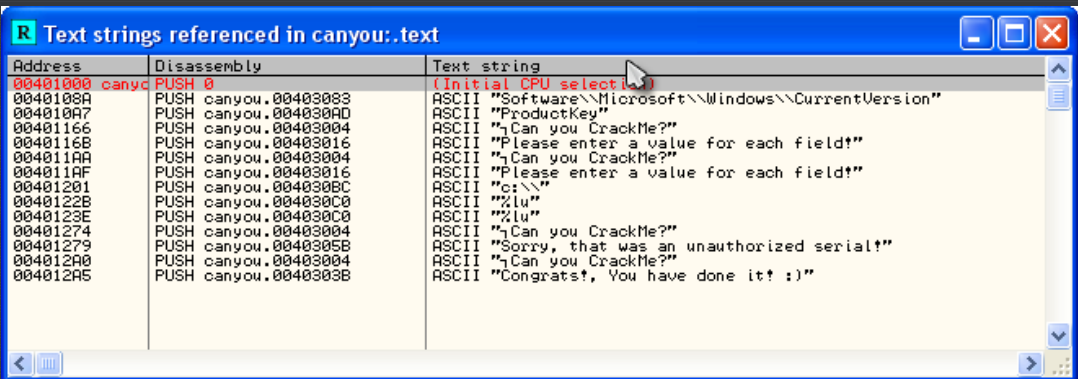 R Text strings referenced in canyou:.text
Address Disassembly Text string
00401000 canyc PUSH 0 (Initial CPU selection)
0040108A PUSH canyou.00403083 ASCII "Software\\Microsoft\\Windows\\CurrentVersion"
004010A7 PUSH canyou.004030AD ASCII "ProductKey"
00401166 PUSH canyou.00403004 ASCII "┐Can you CrackMe?"
0040116B PUSH canyou.00403016 ASCII "Please enter a value for each field!"
004011AA PUSH canyou.00403004 ASCII "┐Can you CrackMe?"
004011AF PUSH canyou.00403016 ASCII "Please enter a value for each field!"
00401201 PUSH canyou.004030BC ASCII "c:\\"
0040122B PUSH canyou.004030C0 ASCII "%lu"
0040123E PUSH canyou.004030C0 ASCII "%lu"
00401274 PUSH canyou.00403004 ASCII "┐Can you CrackMe?"
00401279 PUSH canyou.0040305B ASCII "Sorry, that was an unauthorized serial!"
004012A0 PUSH canyou.00403004 ASCII "┐Can you CrackMe?"
004012A5 PUSH canyou.0040303B ASCII "Congrats!, You have done it! :)"